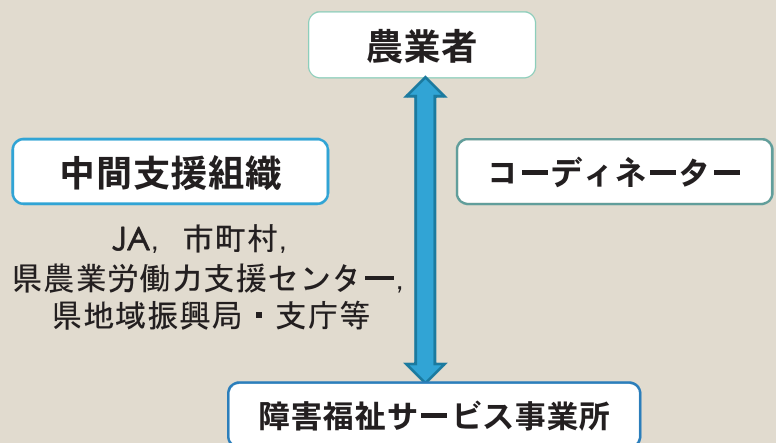 農業者
中間支援組織
コーディネーター
JA，市町村，
県農業労働力支援センター，
県地域振興局・支庁等
障害福祉サービス事業所